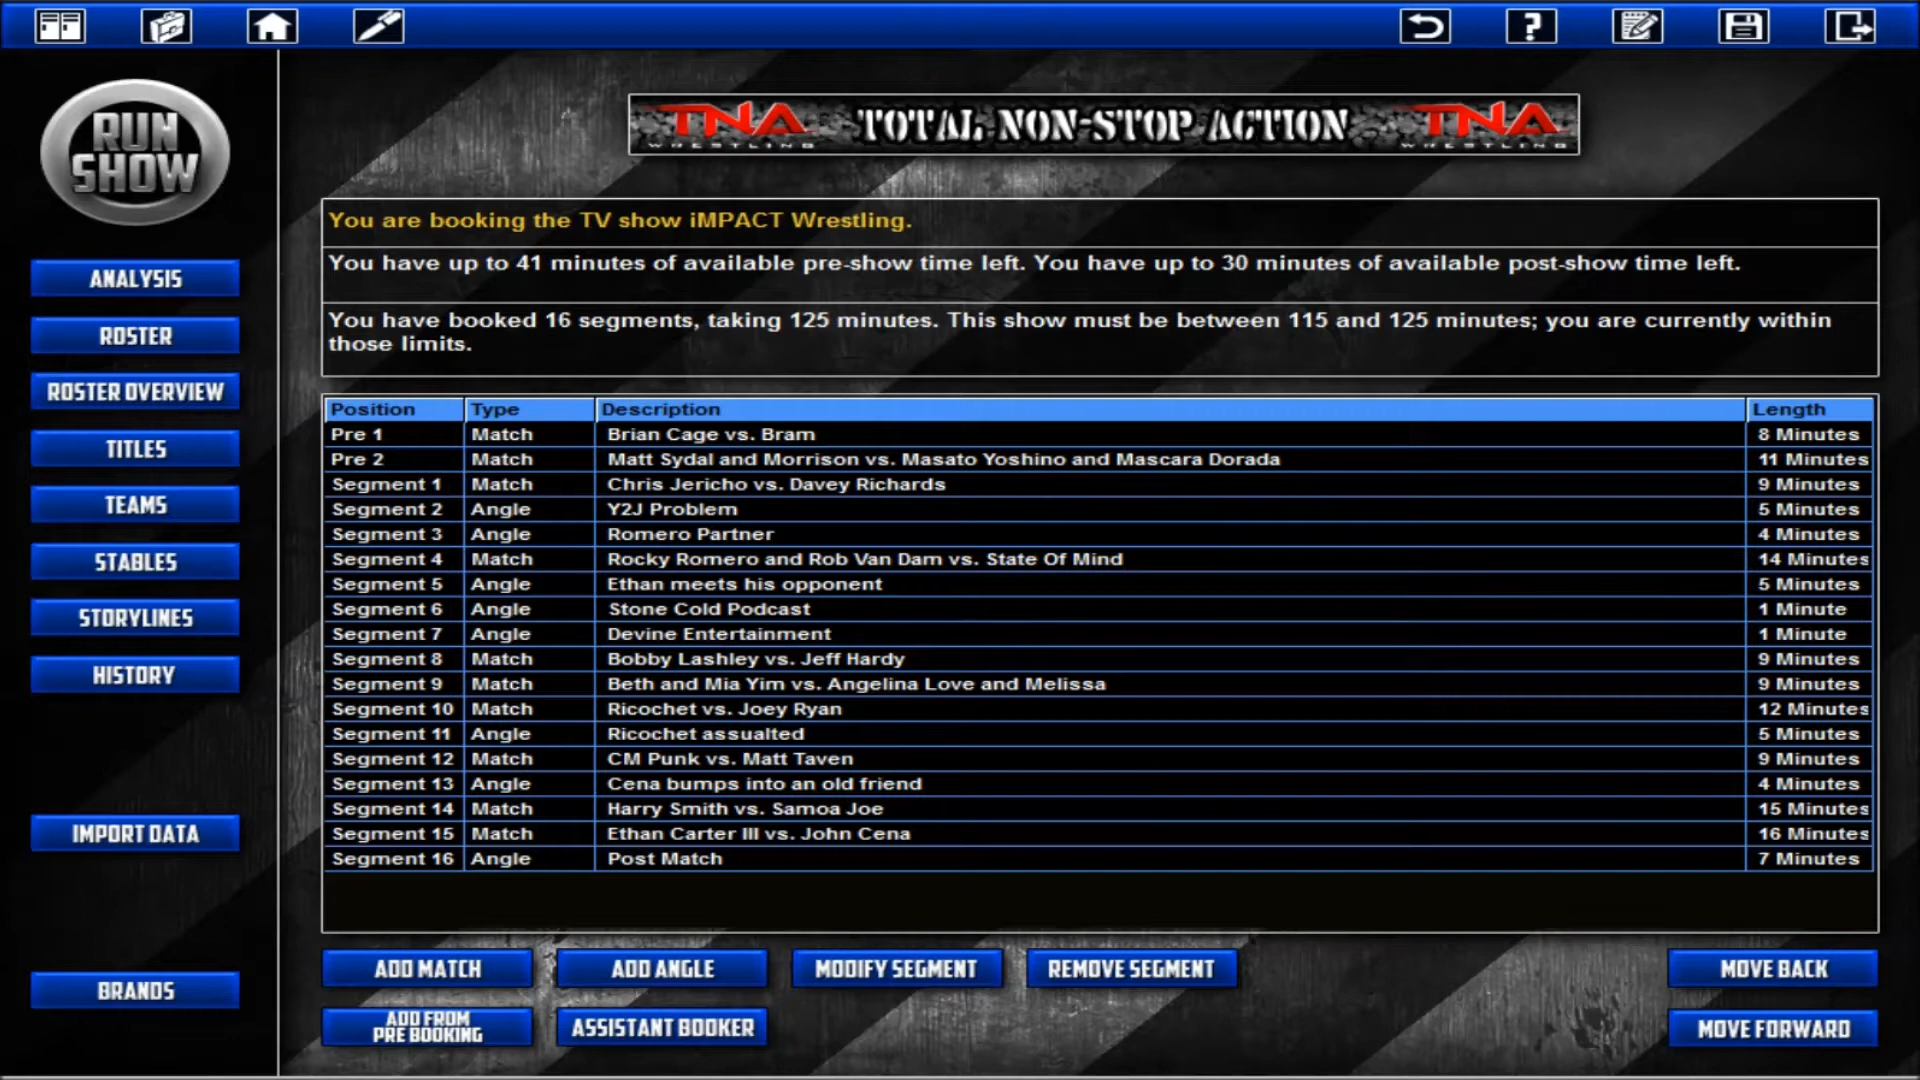 RUN SHOW
TNA WRESTLING TOTAL NON-STOP ACTION TNA WRESTLING
You are booking the TV show iMPACT Wrestling.
You have up to 41 minutes of available pre-show time left. You have up to 30 minutes of available post-show time left.
You have booked 16 segments, taking 125 minutes. This show must be between 115 and 125 minutes; you are currently within
those limits.
ANALYSIS
ROSTER
ROSTER OVERVIEW
TITLES
TEAMS
STABLES
STORYLINES
HISTORY
IMPORT DATA
BRANDS
Position Type Description Length
Pre 1 Match Brian Cage vs. Bram 8 Minutes
Pre 2 Match Matt Sydal and Morrison vs. Masato Yoshino and Mascara Dorada 11 Minutes
Segment 1 Match Chris Jericho vs. Davey Richards 9 Minutes
Segment 2 Angle Y2J Problem 5 Minutes
Segment 3 Angle Romero Partner 4 Minutes
Segment 4 Match Rocky Romero and Rob Van Dam vs. State Of Mind 14 Minutes
Segment 5 Angle Ethan meets his opponent 5 Minutes
Segment 6 Angle Stone Cold Podcast 1 Minute
Segment 7 Angle Devine Entertainment 1 Minute
Segment 8 Match Bobby Lashley vs. Jeff Hardy 9 Minutes
Segment 9 Match Beth and Mia Yim vs. Angelina Love and Melissa 9 Minutes
Segment 10 Match Ricochet vs. Joey Ryan 12 Minutes
Segment 11 Angle Ricochet assualted 5 Minutes
Segment 12 Match CM Punk vs. Matt Taven 9 Minutes
Segment 13 Angle Cena bumps into an old friend 4 Minutes
Segment 14 Match Harry Smith vs. Samoa Joe 15 Minutes
Segment 15 Match Ethan Carter III vs. John Cena 16 Minutes
Segment 16 Angle Post Match 7 Minutes
ADD MATCH ADD ANGLE MODIFY SEGMENT REMOVE SEGMENT MOVE BACK
ADD FROM
PRE BOOKING ASSISTANT BOOKER MOVE FORWARD